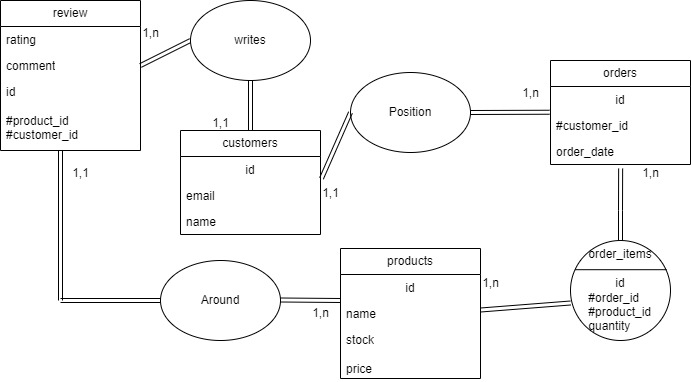 review
rating
comment
id
#product_id
#customer_id
1,n
writes
1,1
customers
id
email
name
1,1
Position
1,n
orders
id
#customer_id
order_date
1,n
1,1
Around
1,n
products
id
name
stock
price
1,n
order_items
id
#order_id
#product_id
quantity